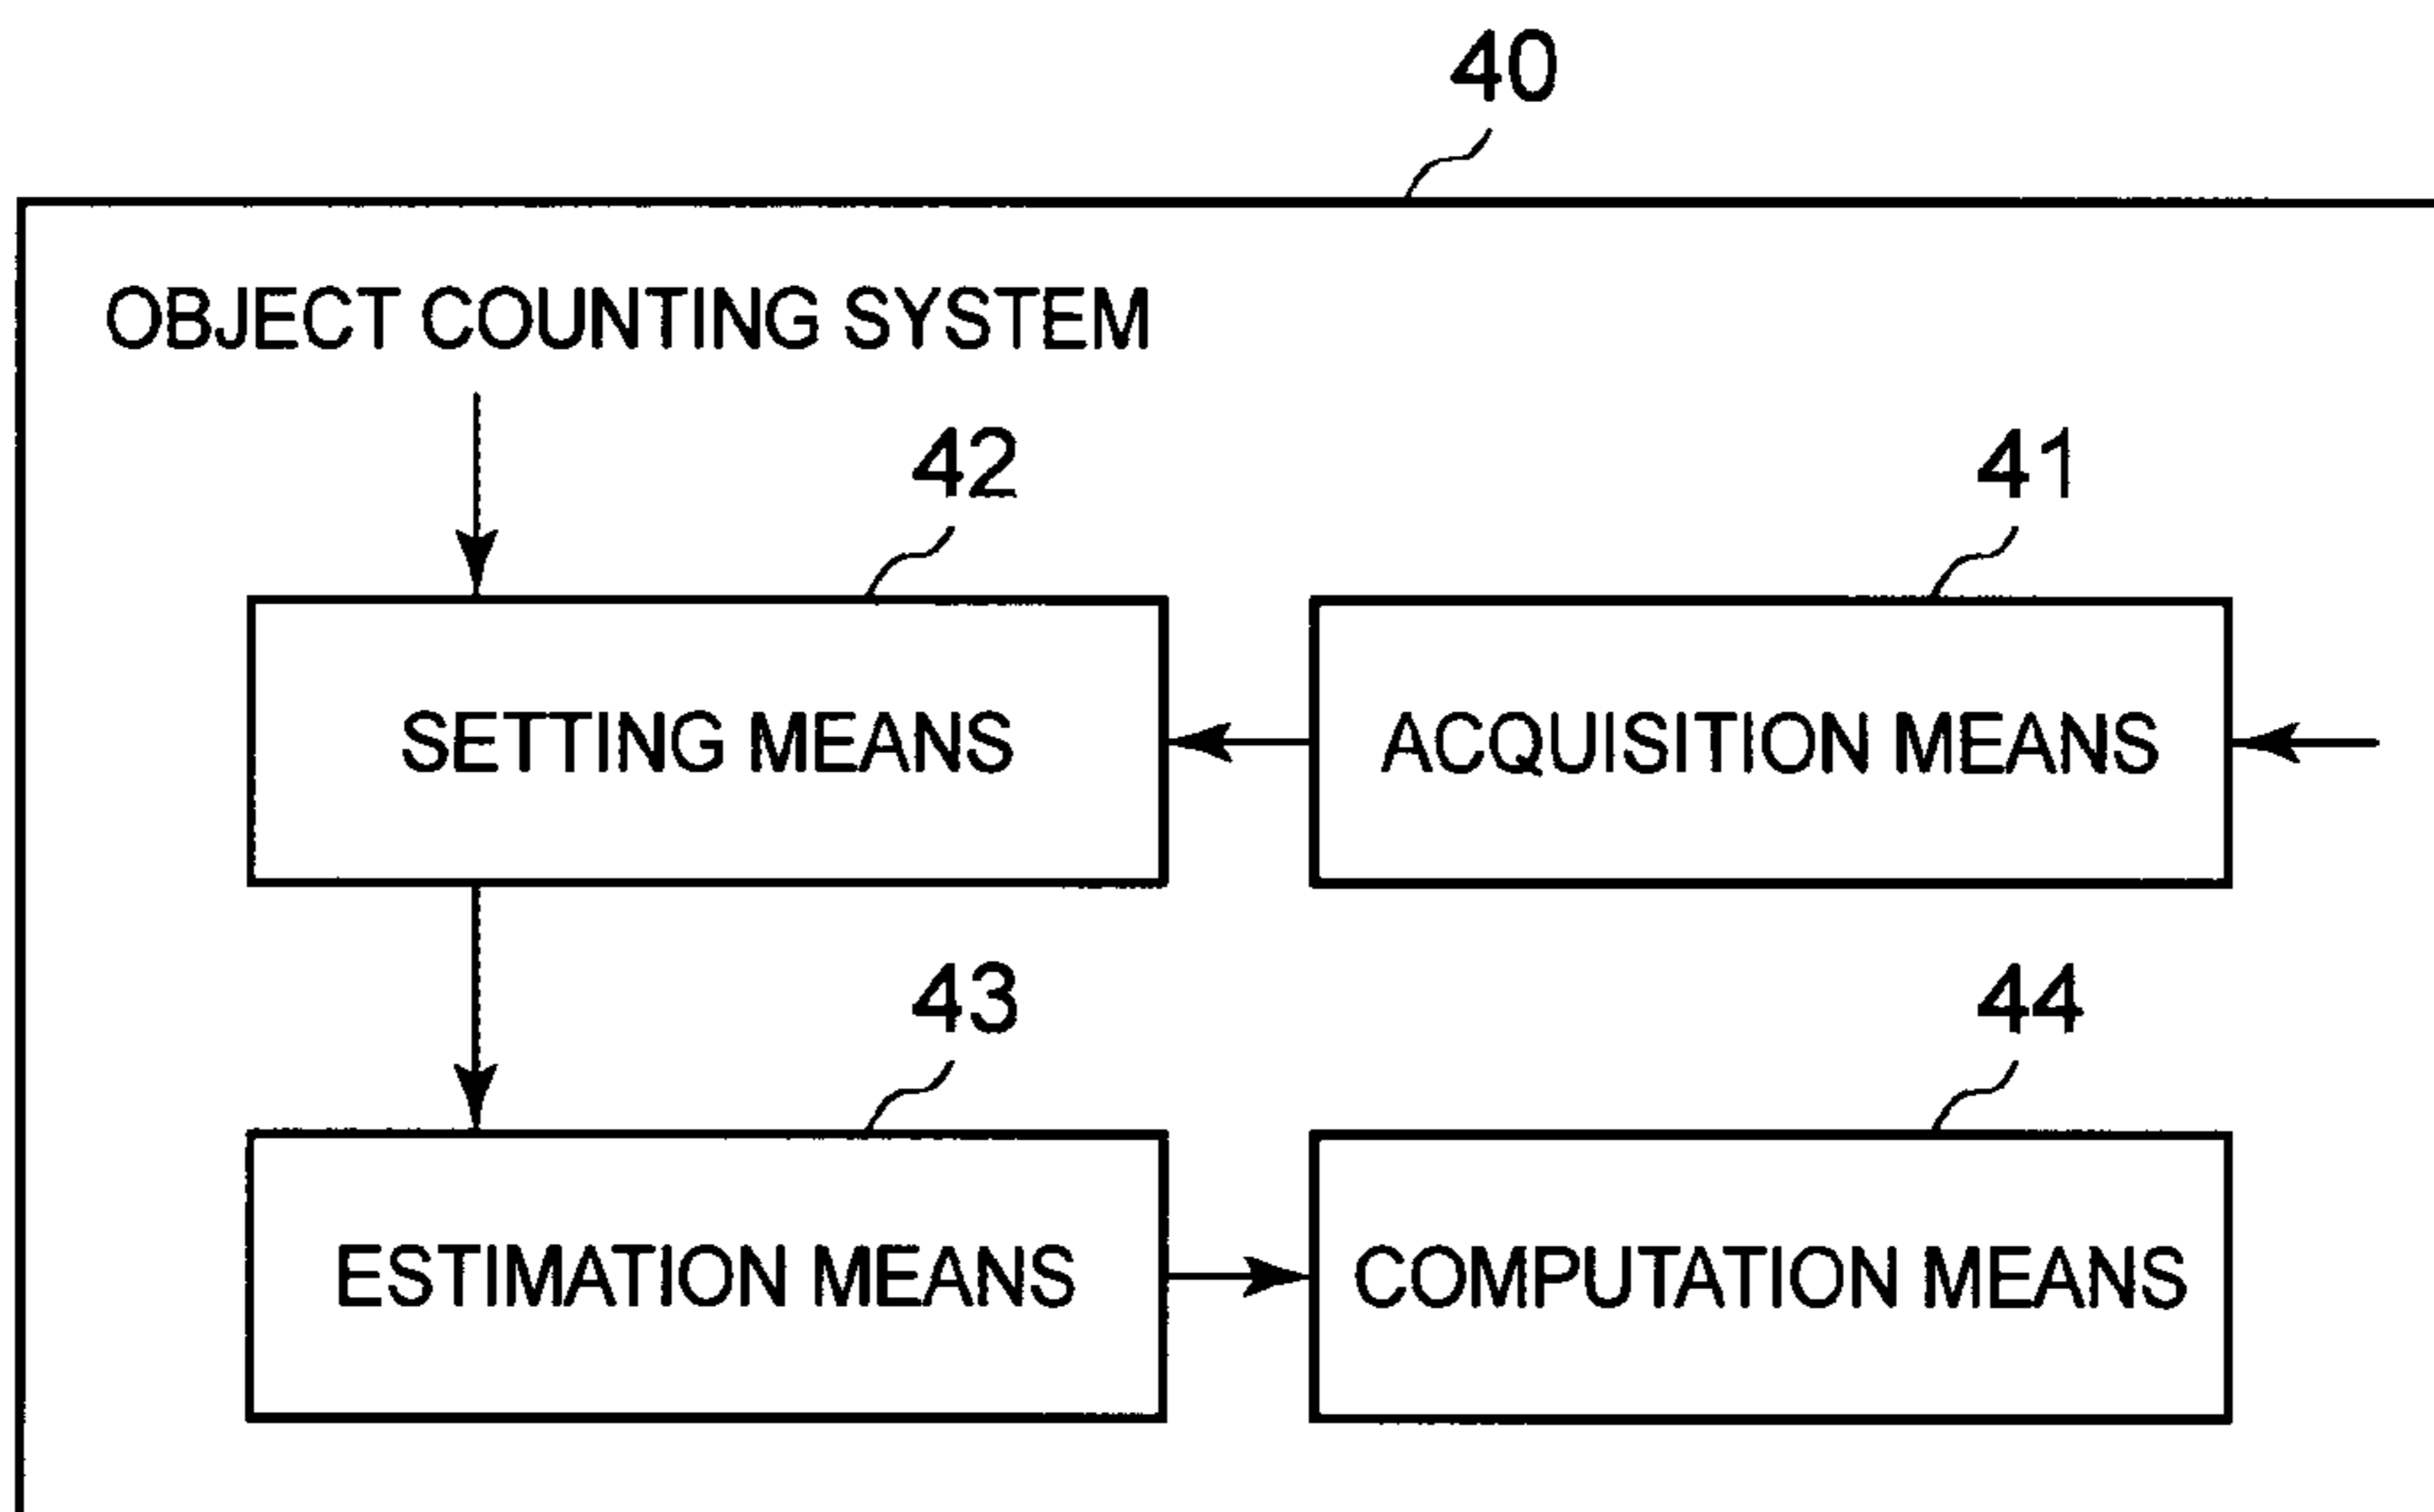 40
OBJECT COUNTING SYSTEM
42
41
SETTING MEANS
ACQUISITION MEANS
43
44
ESTIMATION MEANS
COMPUTATION MEANS